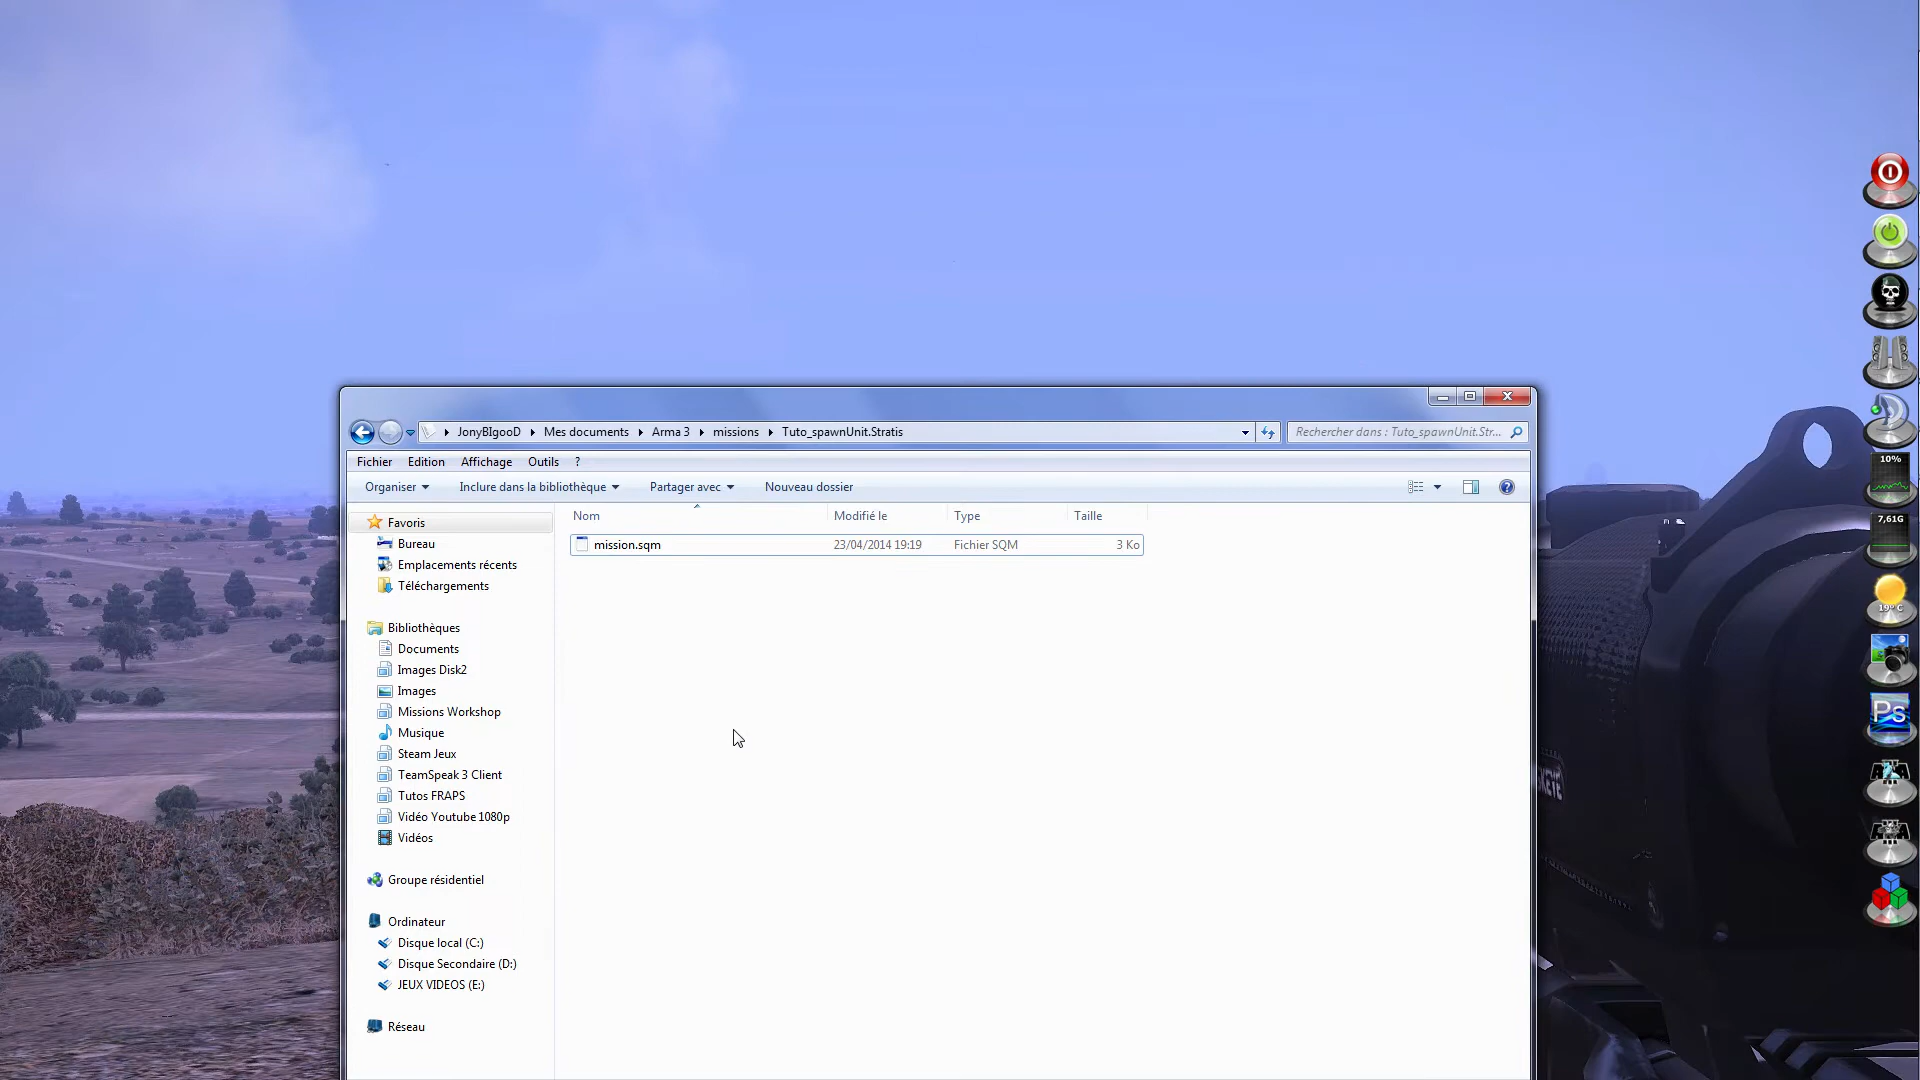 JonyBIgooD Mes documents Arma 3 missions Tuto_spawnUnit.Stratis
Rechercher dans : Tuto_spawnUnit.Str...
Fichier Edition Affichage Outils ?
Organiser Inclure dans la bibliothèque Partager avec Nouveau dossier
Nom Modifié le Type Taille
mission.sqm 23/04/2014 19:19 Fichier SQM 3 Ko
Favoris
Bureau
Emplacements récents
Téléchargements
Bibliothèques
Documents
Images Disk2
Images
Missions Workshop
Musique
Steam Jeux
TeamSpeak 3 Client
Tutos FRAPS
Vidéo Youtube 1080p
Vidéos
Groupe résidentiel
Ordinateur
Disque local (C:)
Disque Secondaire (D:)
JEUX VIDEOS (E:)
Réseau
10%
7,61G
19° C
Ps